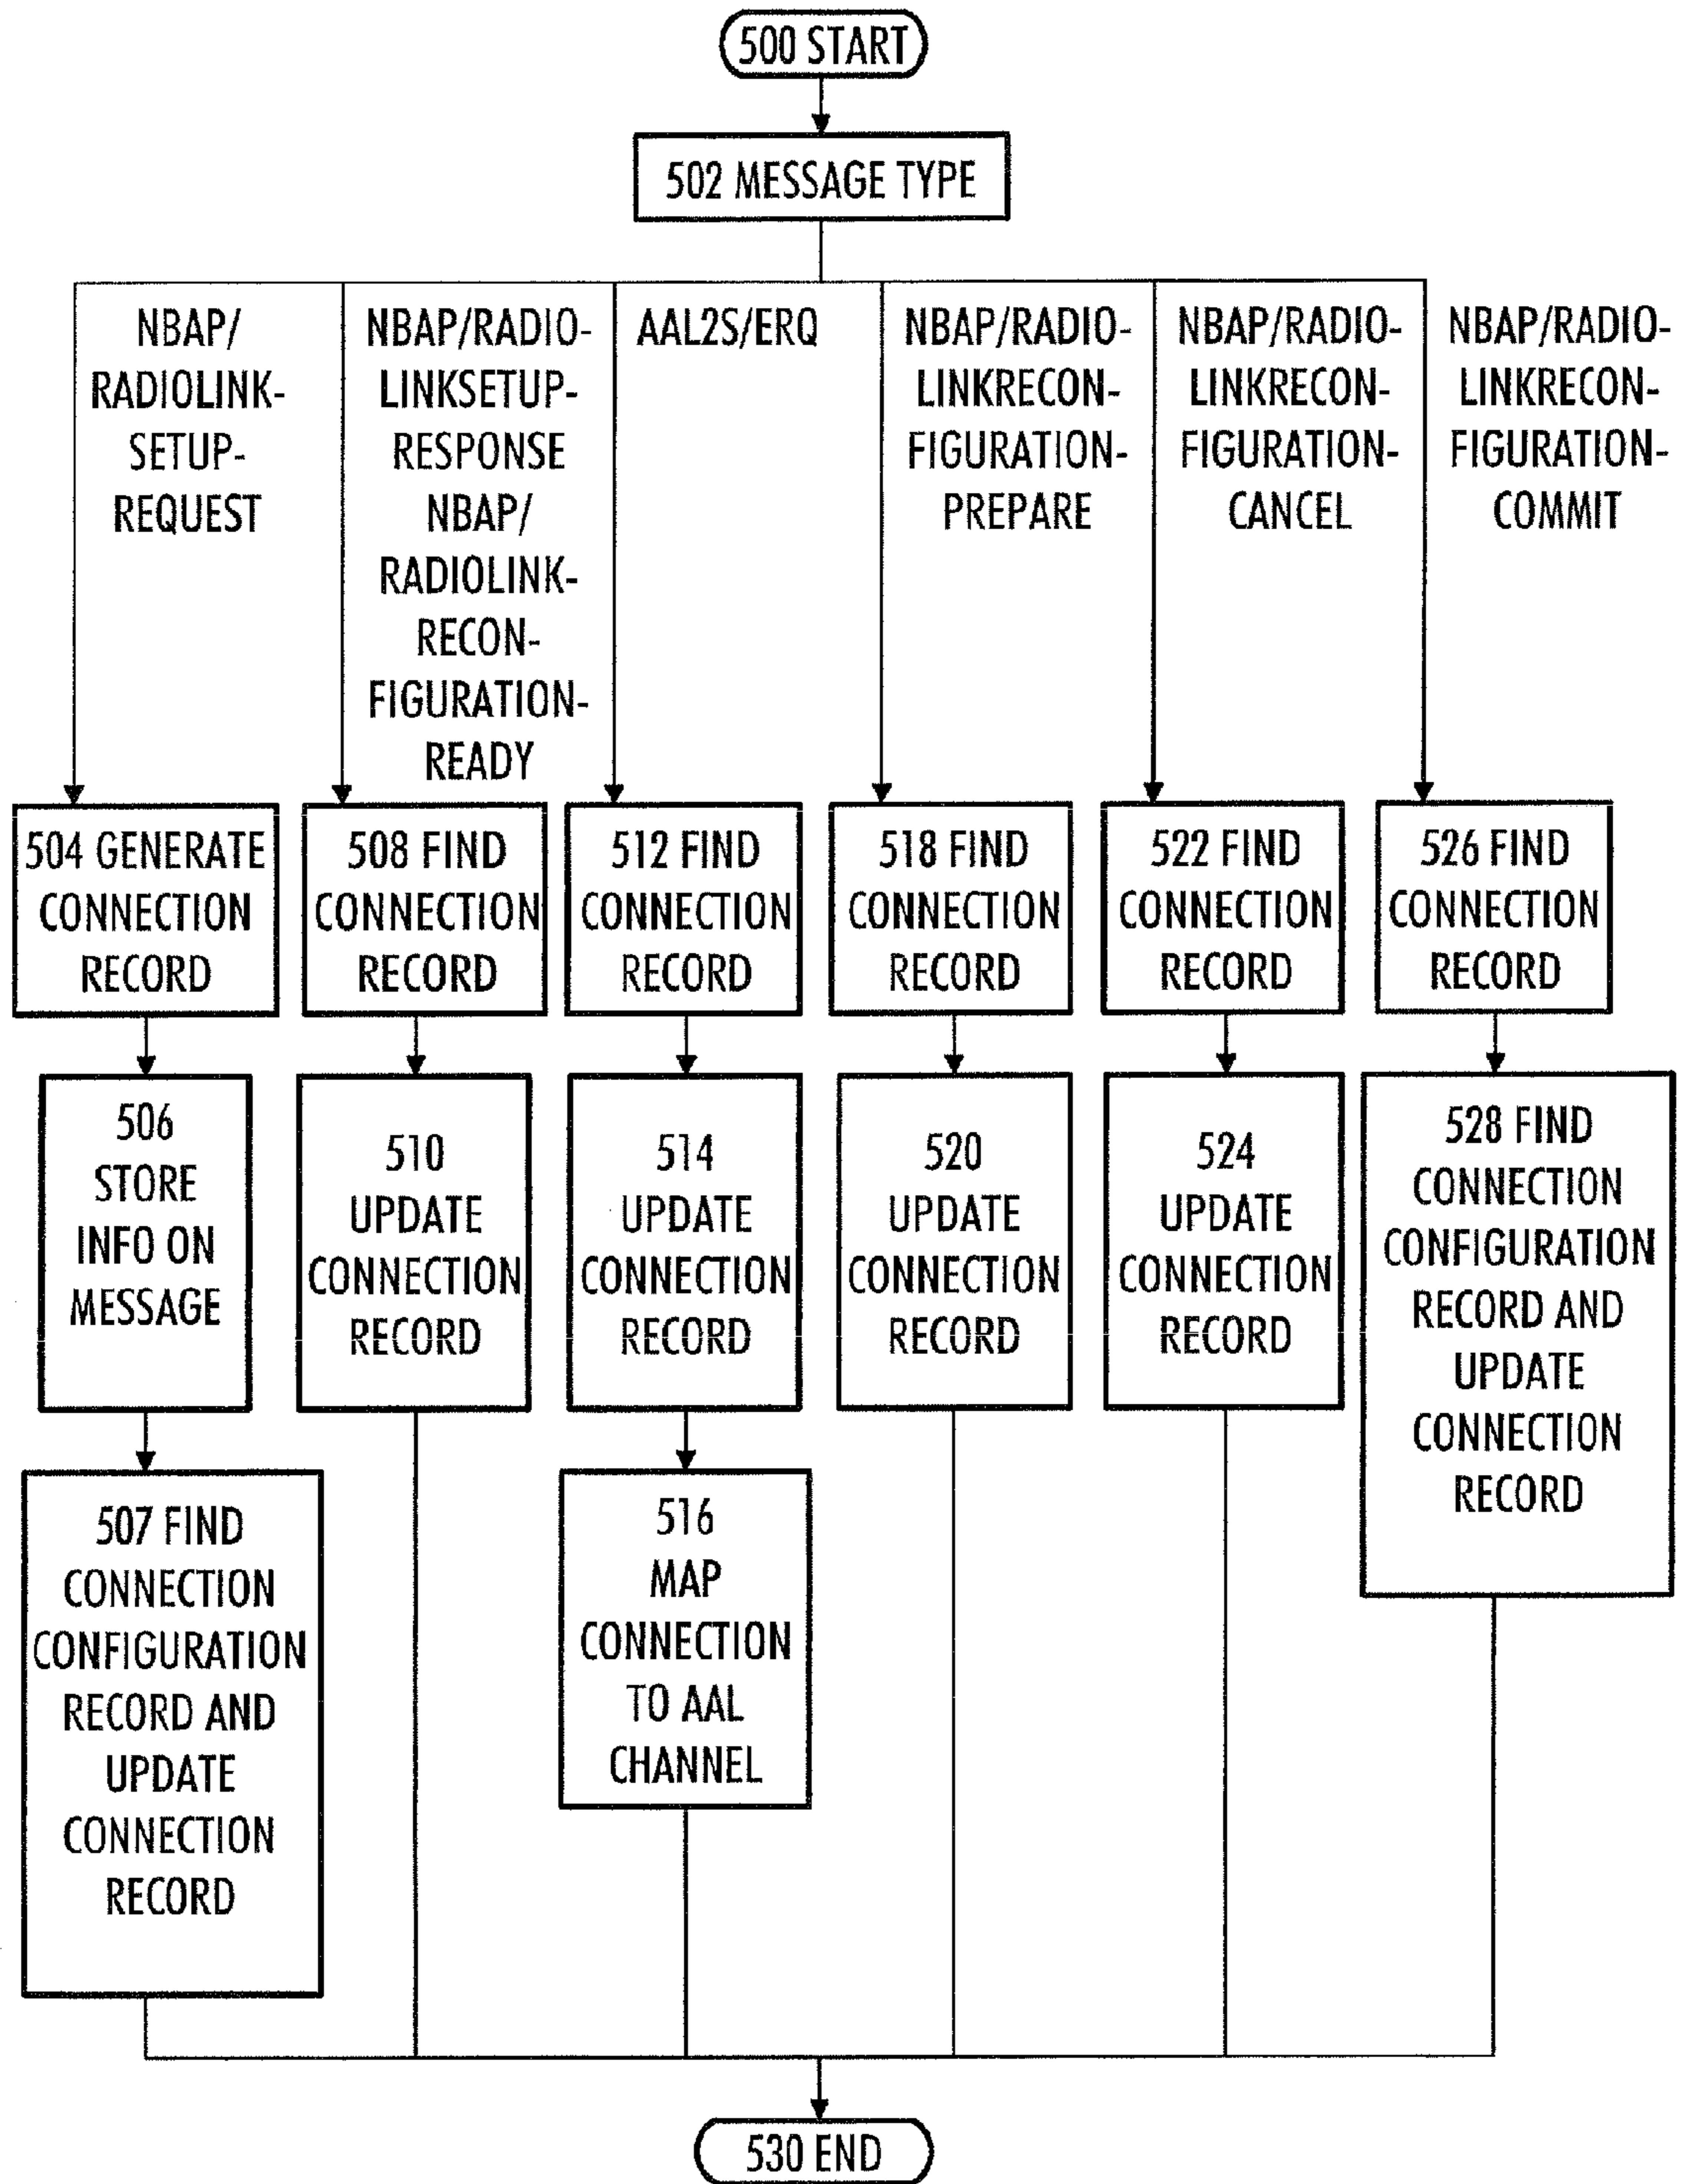 500 START
502 MESSAGE TYPE
NBAP/
RADIOLINK-
SETUP-
REQUEST
NBAP/RADIO-
LINKSETUP-
RESPONSE
NBAP/
RADIOLINK-
RECON-
FIGURATION-
READY
AAL2S/ERQ
NBAP/RADIO-
LINKRECON-
FIGURATION-
PREPARE
NBAP/RADIO-
LINKRECON-
FIGURATION-
CANCEL
NBAP/RADIO-
LINKRECON-
FIGURATION-
COMMIT
504 GENERATE
CONNECTION
RECORD
508 FIND
CONNECTION
RECORD
512 FIND
CONNECTION
RECORD
518 FIND
CONNECTION
RECORD
522 FIND
CONNECTION
RECORD
526 FIND
CONNECTION
RECORD
506
STORE
INFO ON
MESSAGE
510
UPDATE
CONNECTION
RECORD
514
UPDATE
CONNECTION
RECORD
520
UPDATE
CONNECTION
RECORD
524
UPDATE
CONNECTION
RECORD
528 FIND
CONNECTION
CONFIGURATION
RECORD AND
UPDATE
CONNECTION
RECORD
507 FIND
CONNECTION
CONFIGURATION
RECORD AND
UPDATE
CONNECTION
RECORD
516
MAP
CONNECTION
TO AAL
CHANNEL
530 END